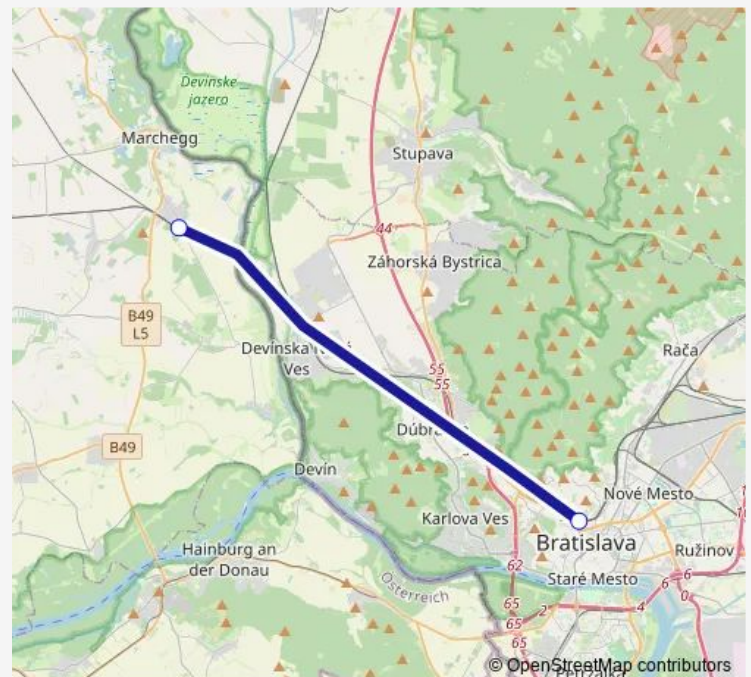 Devínske
jazero
Marchegg
Stupava
44
Záhorská Bystrica
B49
L5
Rača
55
55
Devínska N
Ves
Dúbra
B49
Devín
Nové Mesto
Karlova Ves
Bratislava
Ružinov
Hainburg an
der Donau
62
Staré Mesto
Österreich
6
6
65
2
4
0
65
65
© OpenStreetMap contributors